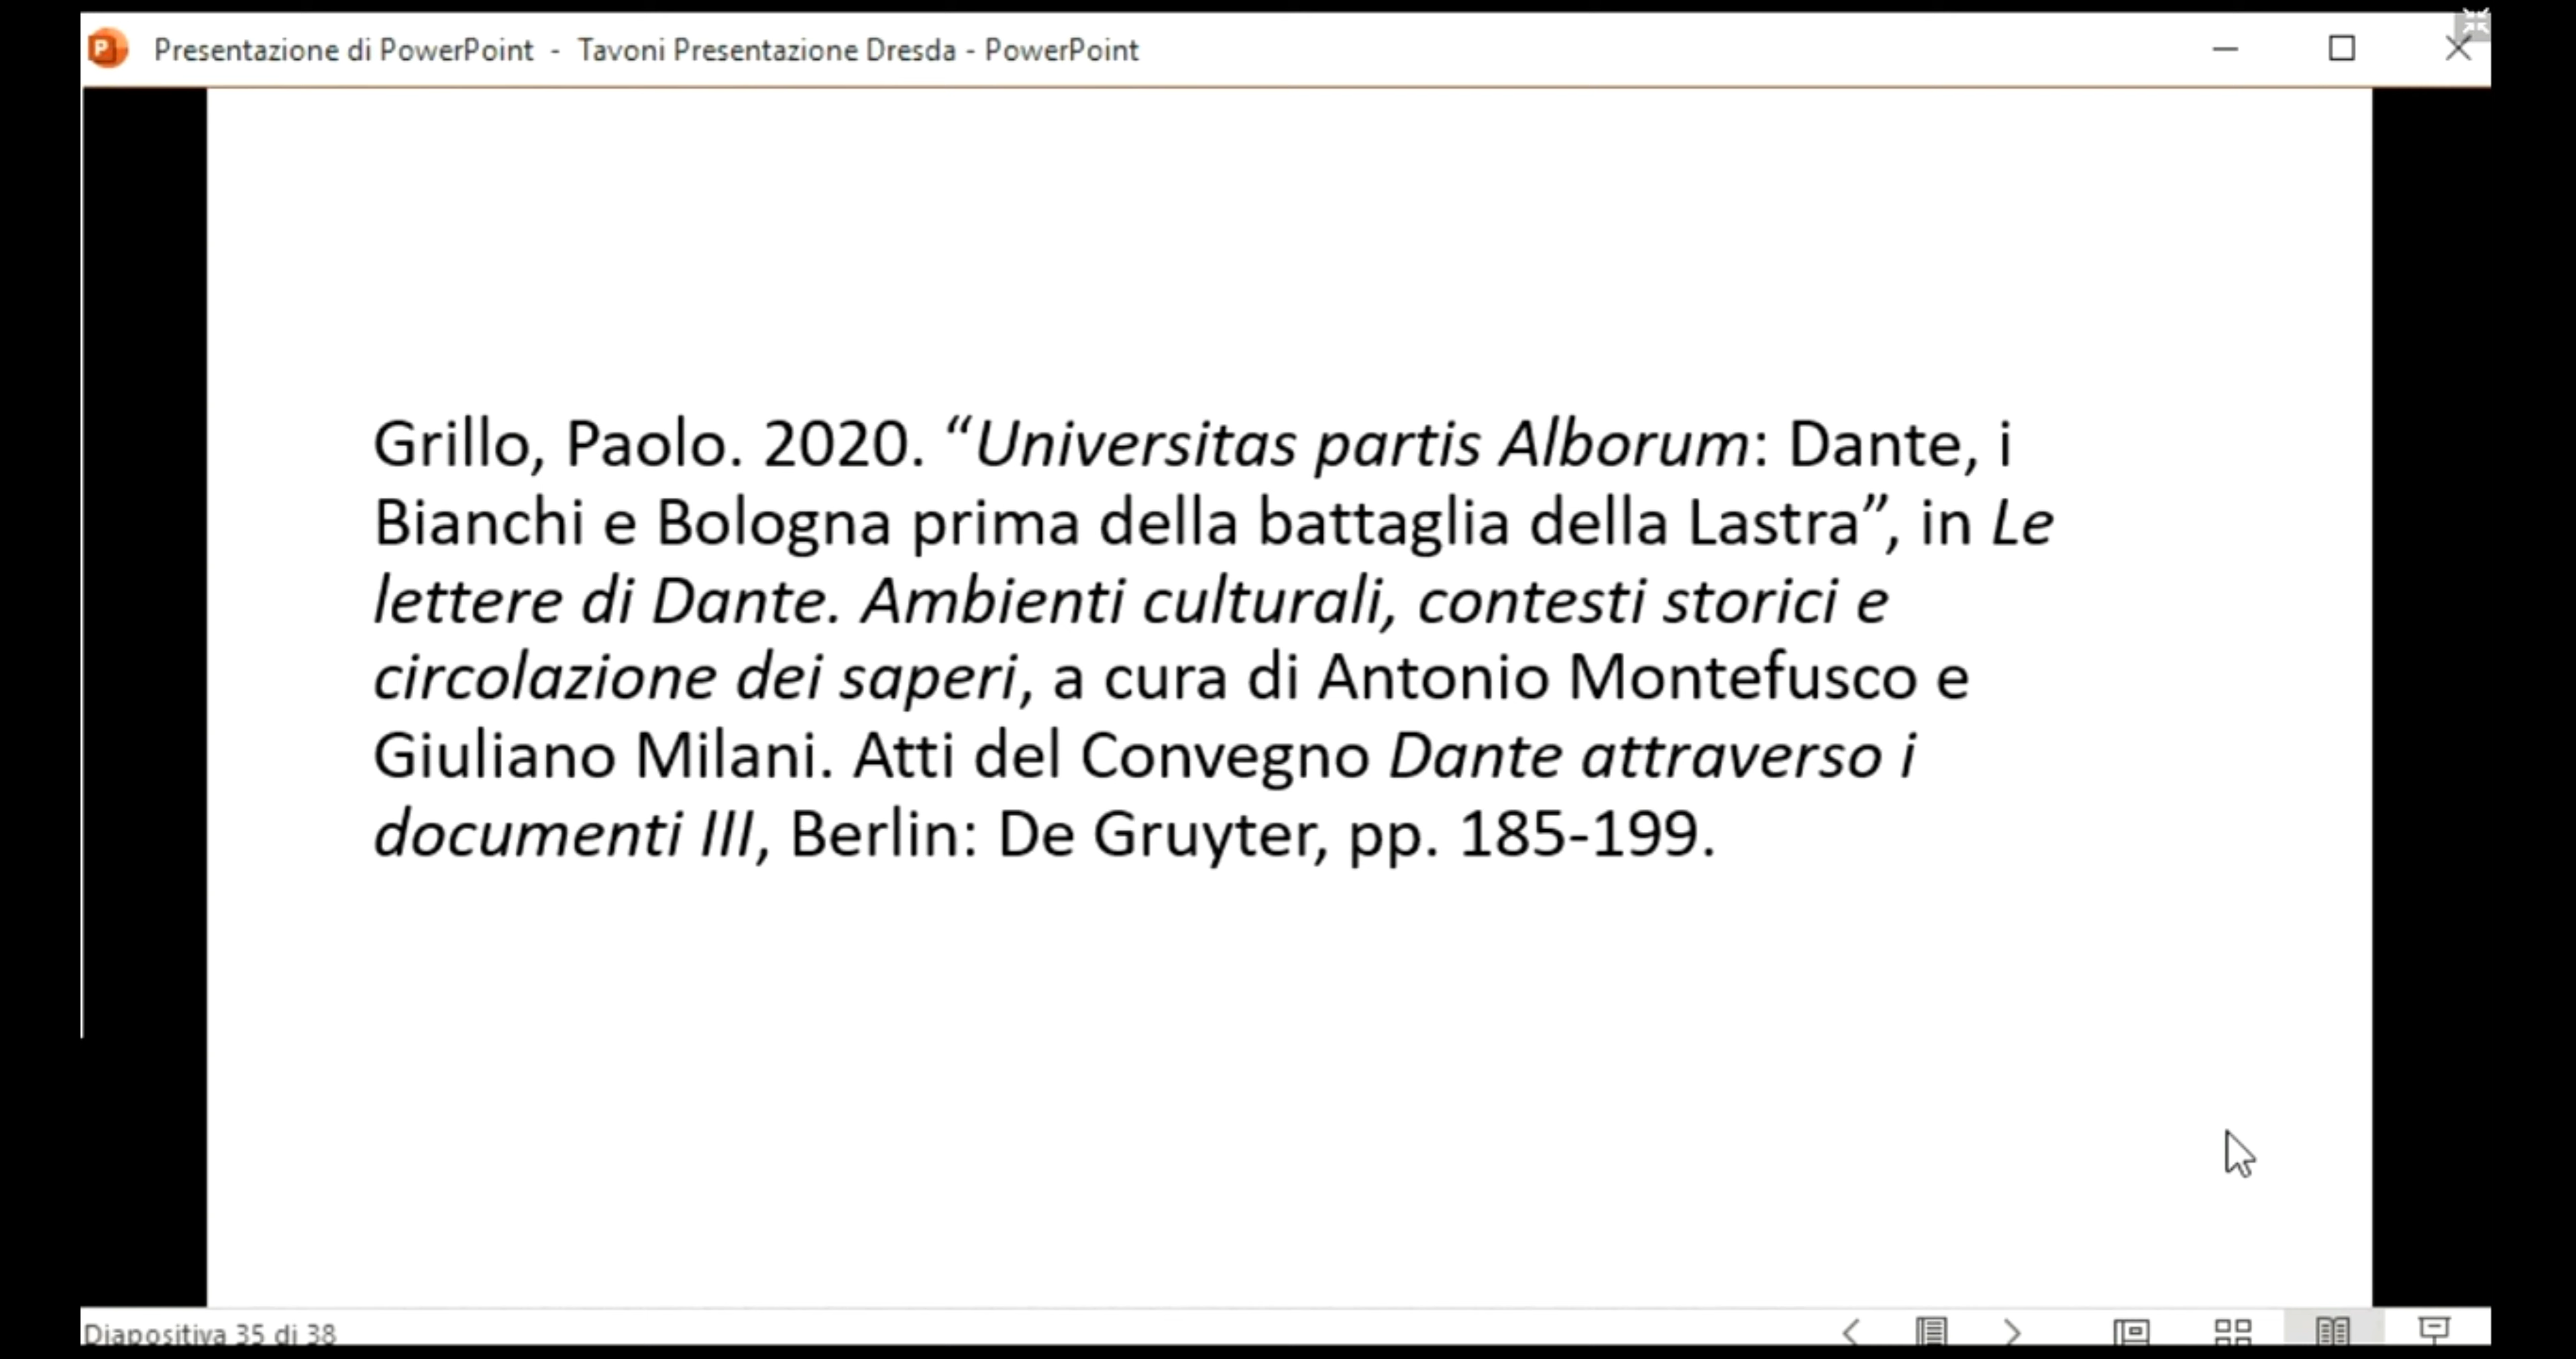 Presentazione di PowerPoint - Tavoni Presentazione Dresda - PowerPoint
Grillo, Paolo. 2020. “Universitas partis Alborum: Dante, i
Bianchi e Bologna prima della battaglia della Lastra”, in Le
lettere di Dante. Ambienti culturali, contesti storici e
circolazione dei saperi, a cura di Antonio Montefusco e
Giuliano Milani. Atti del Convegno Dante attraverso i
documenti III, Berlin: De Gruyter, pp. 185-199.
Diapositiva 35 di 38